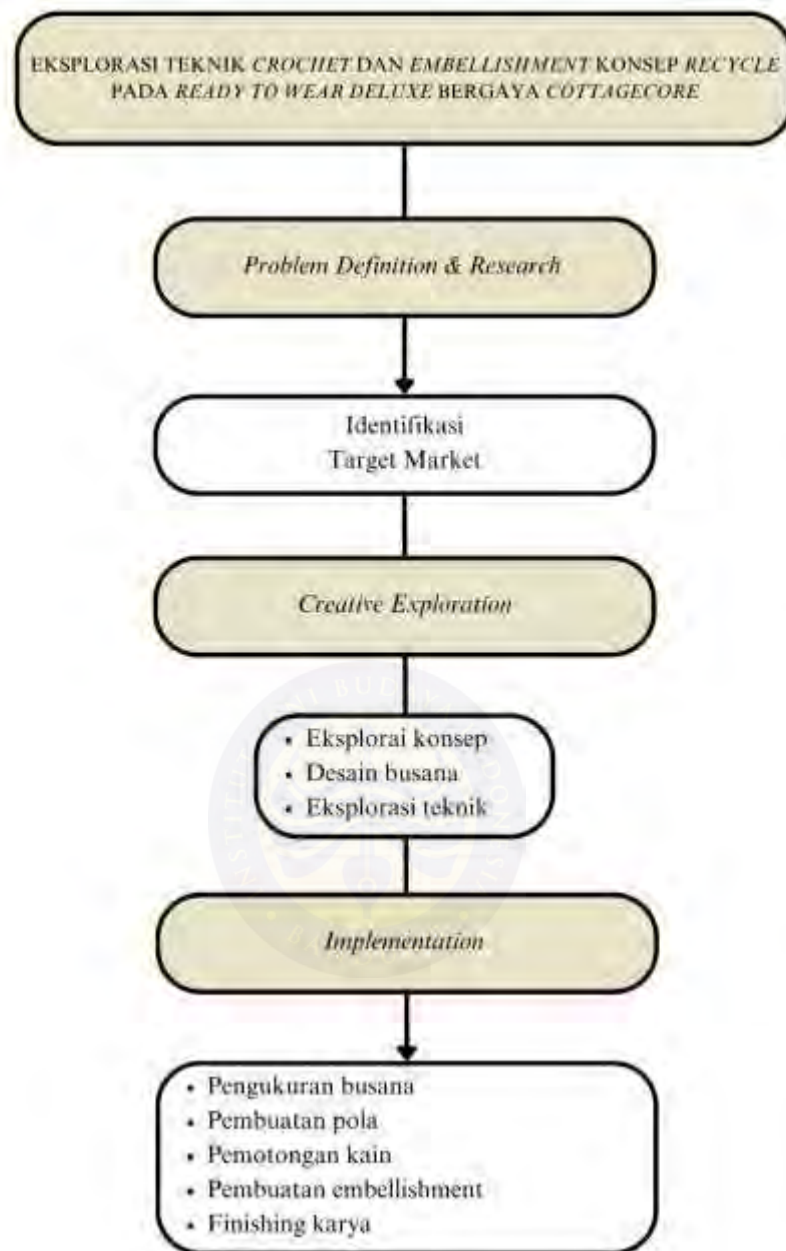 EKSPLORASI TEKNIK CROCHET DAN EMBELLISHMENT KONSEP RECYCLE
PADA READY TO WEAR DELUXE BERGAYA COTTAGECORE
Problem Definition & Research
Identifikasi
Target Market
Creative Exploration
• Eksplorai konsep
• Desain busana
• Eksplorasi teknik
Implementation
• Pengukuran busana
• Pembuatan pola
• Pemotongan kain
• Pembuatan embellishment
• Finishing karya